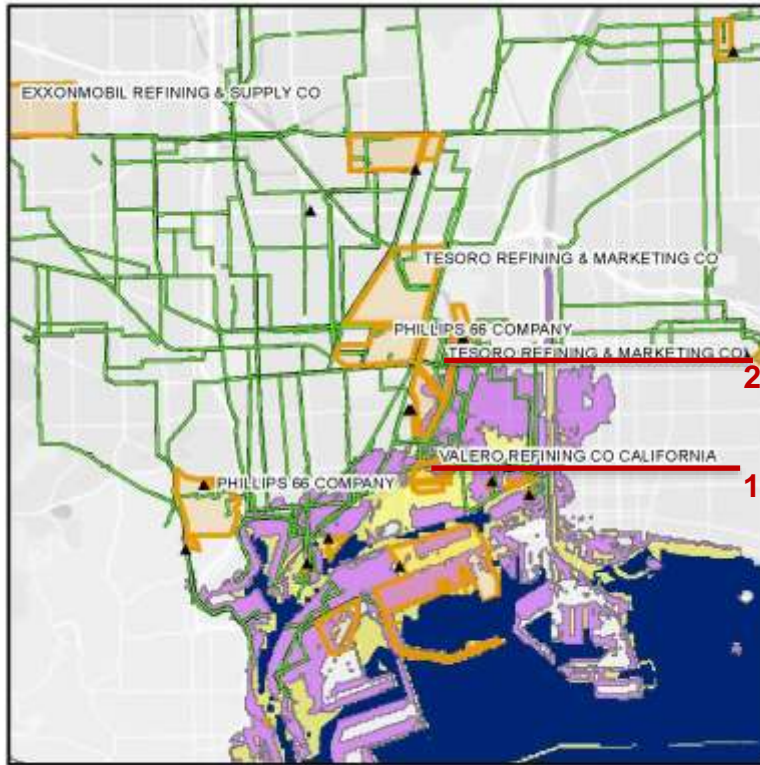 EXXONMOBIL REFINING & SUPPLY CO
TESORO REFINING & MARKETING CO
PHILLIPS 66 COMPANY
TESORO REFINING & MARKETING CO
2
VALERO REFINING CO CALIFORNIA
PHILLIPS 66 COMPANY
1